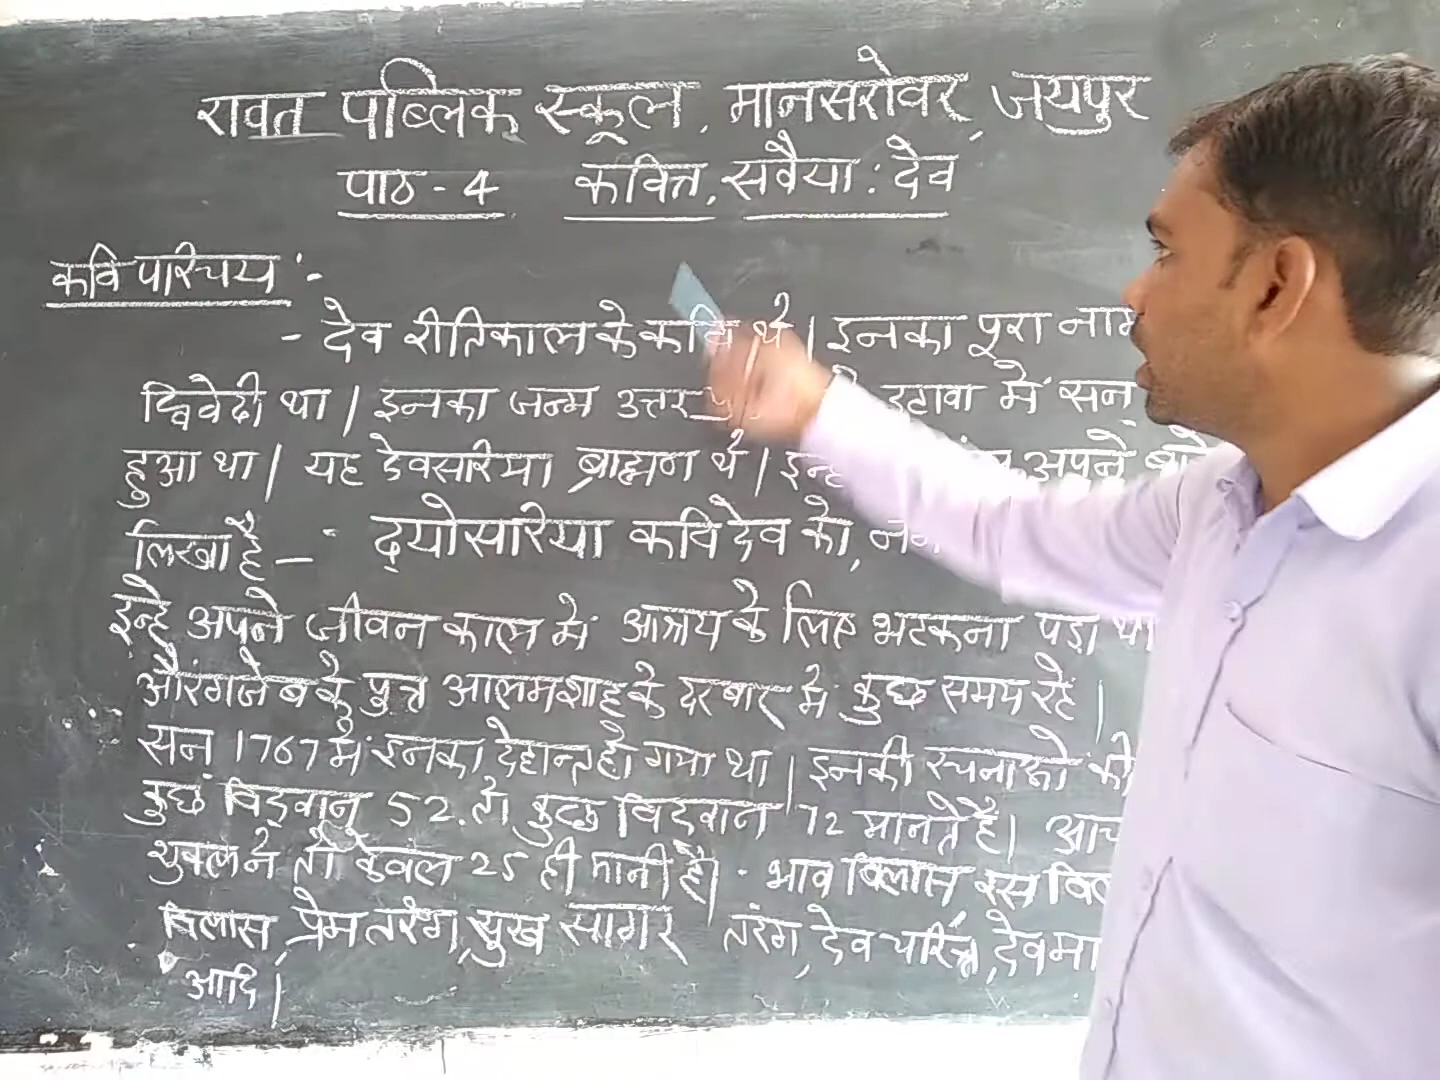 रावत पब्लिक स्कूल, मानसरोवर, जयपुर
पाठ - 4 कवित्त, सवैया : देव
कवि परिचय :-
- देव रीतिकाल के कवि थे। इनका पूरा नाम
द्विवेदी था। इनका जन्म उत्तर इटावा में सन्
हुआ था। यह देवसरिया ब्राह्मण थे। अपने बारे
लिखा है - द्योसरिया कवि देव को,
इन्हें अपने जीवन काल में आश्रय के लिए भटकना पड़ा था
औरंगजेब के पुत्र आलमशाह के दरबार में कुछ समय रहे।
सन् 1767 में इनका देहान्त हो गया था। इनकी रचनाओं को
कुछ विद्वान 52 तो कुछ विद्वान 72 मानते हैं।
शुक्ल ने तो केवल 25 ही मानी है। भाव विलास, रस
विलास, प्रेम तरंग, सुख सागर तरंग, देव चरित्र,
आदि।